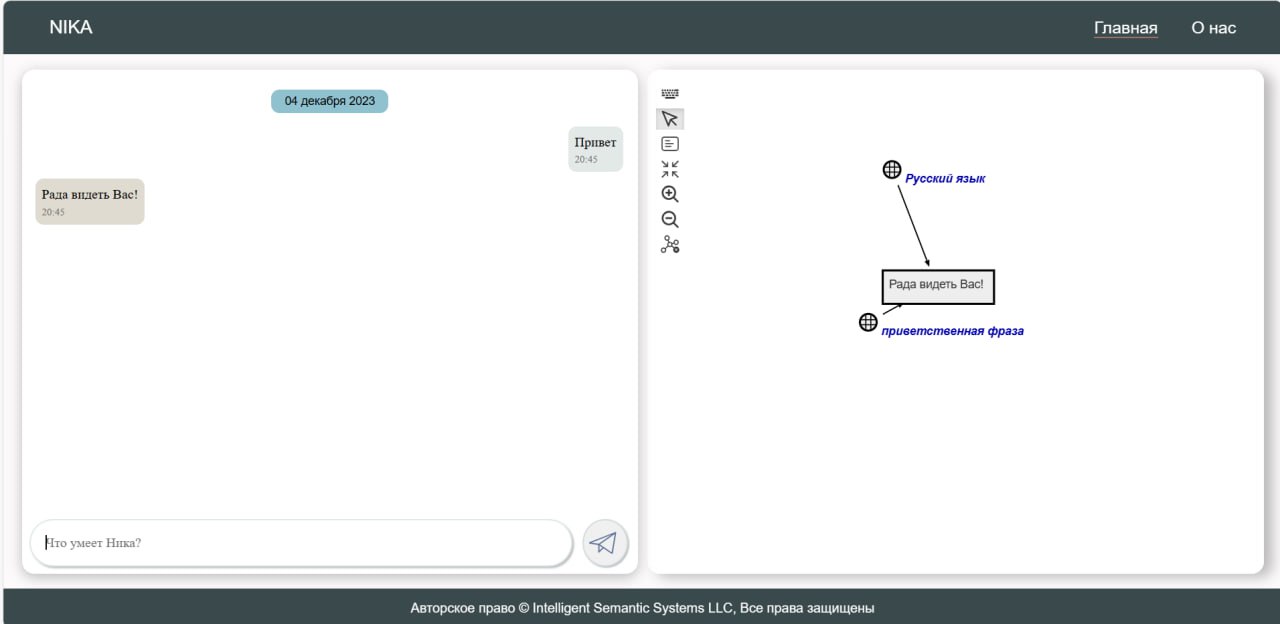 NIKA
Главная
О нас
04 декабря 2023
Привет
20:45
Рада видеть Вас!
20:45
Что умеет Ника?
Русский язык
Рада видеть Вас!
приветственная фраза
Авторское право © Intelligent Semantic Systems LLC, Все права защищены